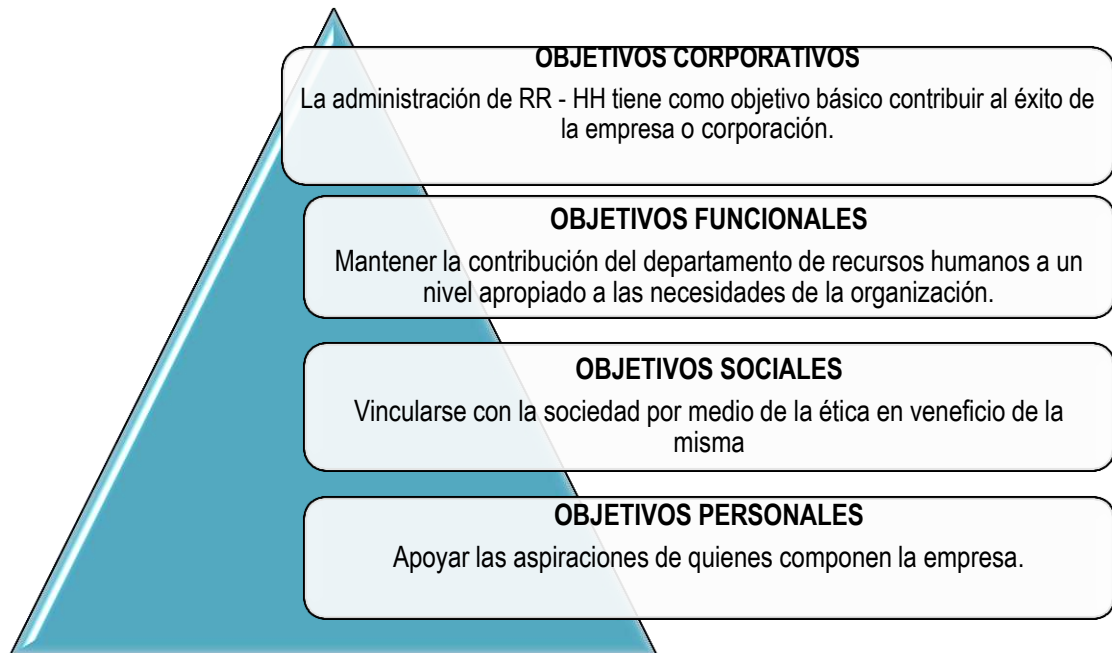 OBJETIVOS CORPORATIVOS
La administración de RR - HH tiene como objetivo básico contribuir al éxito de
la empresa o corporación.
OBJETIVOS FUNCIONALES
Mantener la contribución del departamento de recursos humanos a un
nivel apropiado a las necesidades de la organización.
OBJETIVOS SOCIALES
Vincularse con la sociedad por medio de la ética en veneficio de la
misma
OBJETIVOS PERSONALES
Apoyar las aspiraciones de quienes componen la empresa.